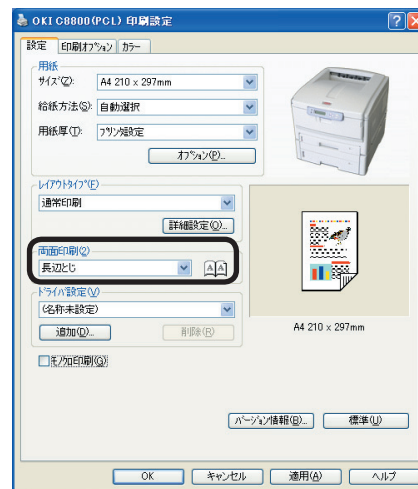 OKI C8800(PCL) 印刷設定
設定 印刷オプション カラー
用紙
サイズ(Z): A4 210 x 297mm
給紙方法(S): 自動選択
用紙厚(T): プリンタ設定
オプション(P)...
レイアウトタイプ(E)
通常印刷
詳細設定(O)...
両面印刷(2)
長辺とじ
ドライバ設定(V)
(名称未設定)
追加(D)... 削除(R)
A4 210 x 297mm
モノクロ印刷(G)
バージョン情報(B)... 標準(U)
OK キャンセル 適用(A) ヘルプ